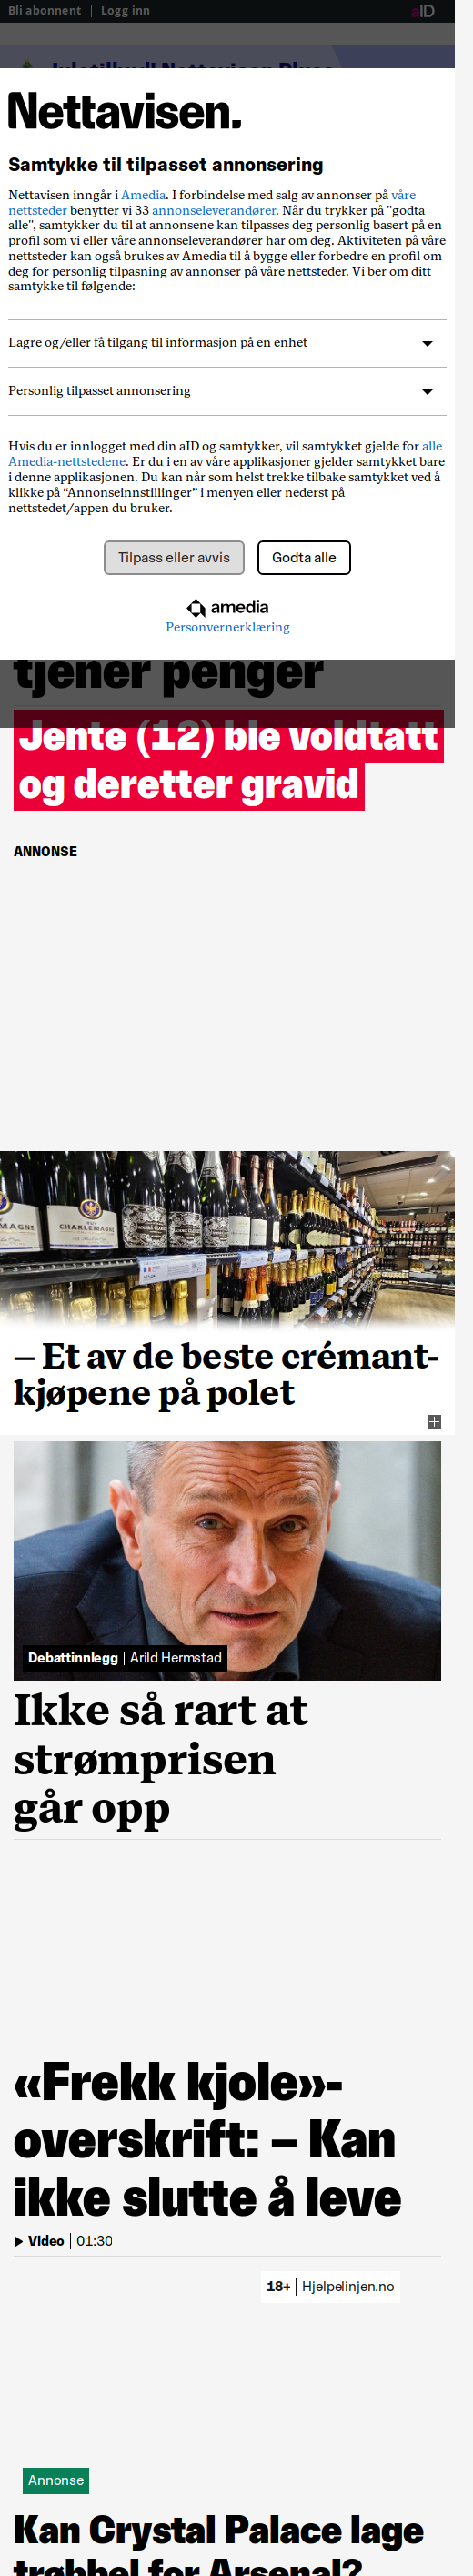 Bli abonnent | Logg inn
aID
Nettavisen.
Samtykke til tilpasset annonsering
Nettavisen inngår i Amedia. I forbindelse med salg av annonser på våre
nettsteder benytter vi 33 annonseleverandører. Når du trykker på "godta
alle", samtykker du til at annonsene kan tilpasses deg personlig basert på en
profil som vi eller våre annonseleverandører har om deg. Aktiviteten på våre
nettsteder kan også brukes av Amedia til å bygge eller forbedre en profil om
deg for personlig tilpasning av annonser på våre nettsteder. Vi ber om ditt
samtykke til følgende:
Lagre og/eller få tilgang til informasjon på en enhet
Personlig tilpasset annonsering
Hvis du er innlogget med din aID og samtykker, vil samtykket gjelde for alle
Amedia-nettstedene. Er du i en av våre applikasjoner gjelder samtykket bare
i denne applikasjonen. Du kan når som helst trekke tilbake samtykket ved å
klikke på “Annonseinnstillinger” i menyen eller nederst på
nettstedet/appen du bruker.
Tilpass eller avvis
Godta alle
amedia
Personvernerklæring
tjener penger
Jente (12) ble voldtatt
og deretter gravid
ANNONSE
CHARLEMAGNE
– Et av de beste crémant-
kjøpene på polet
Debattinnlegg | Arild Hermstad
Ikke så rart at
strømprisen
går opp
«Frekk kjole»-
overskrift: – Kan
ikke slutte å leve
Video | 01:30
18+ | Hjelpelinjen.no
Annonse
Kan Crystal Palace lage
trøbbel for Arsenal?